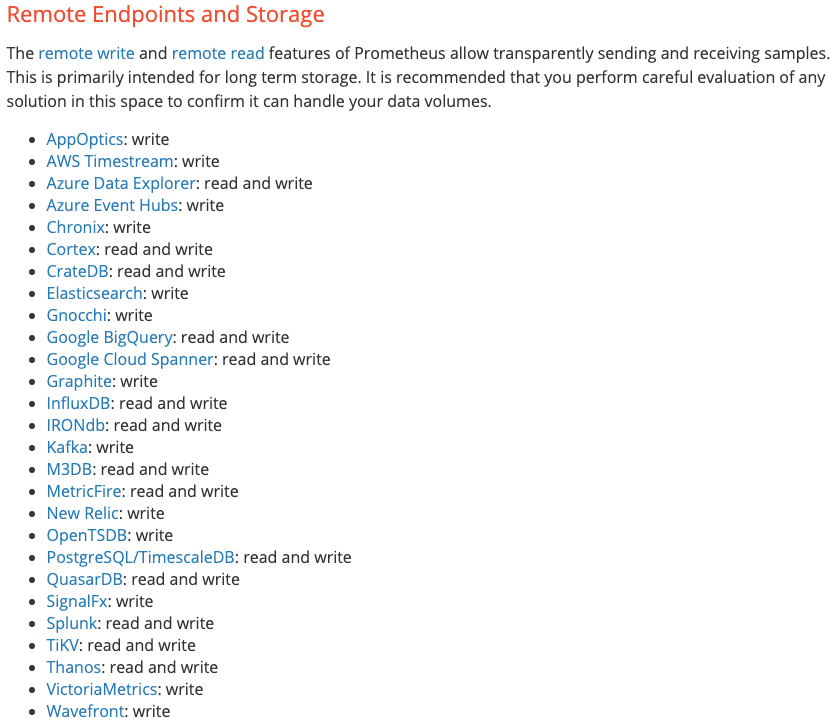 Remote Endpoints and Storage
The remote write and remote read features of Prometheus allow transparently sending and receiving samples.
This is primarily intended for long term storage. It is recommended that you perform careful evaluation of any
solution in this space to confirm it can handle your data volumes.
• AppOptics: write
• AWS Timestream: write
• Azure Data Explorer: read and write
• Azure Event Hubs: write
• Chronix: write
• Cortex: read and write
• CrateDB: read and write
• Elasticsearch: write
• Gnocchi: write
• Google BigQuery: read and write
• Google Cloud Spanner: read and write
• Graphite: write
• InfluxDB: read and write
• IRONdb: read and write
• Kafka: write
• M3DB: read and write
• MetricFire: read and write
• New Relic: write
• OpenTSDB: write
• PostgreSQL/TimescaleDB: read and write
• QuasarDB: read and write
• SignalFx: write
• Splunk: read and write
• TiKV: read and write
• Thanos: read and write
• VictoriaMetrics: write
• Wavefront: write